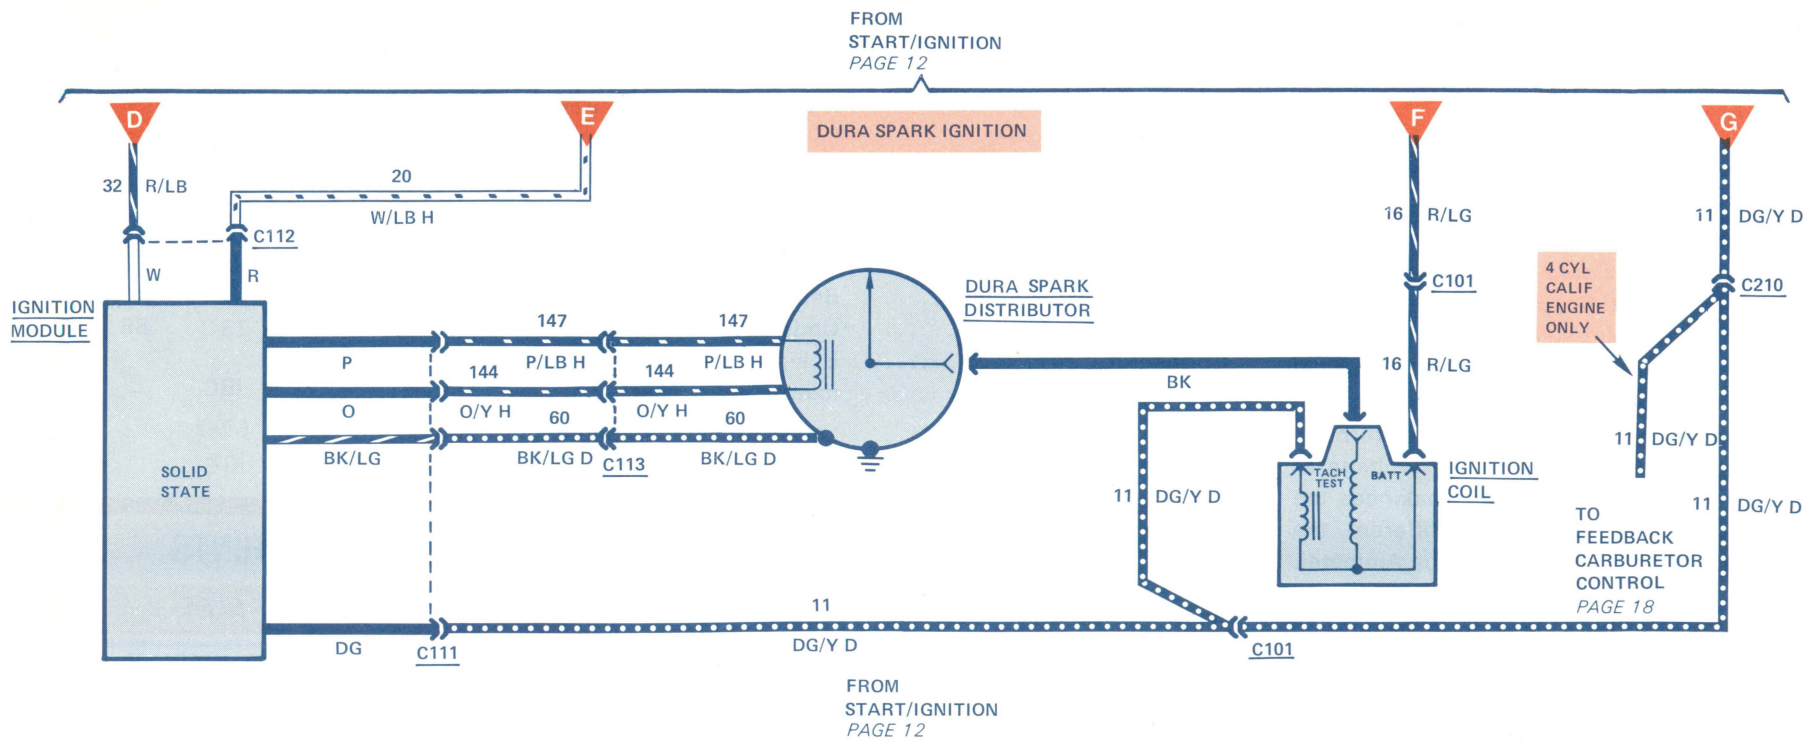 FROM
START/IGNITION
PAGE 12
D
E
DURA SPARK IGNITION
F
G
32 R/LB
20
W/LB H
C112
W
R
16 R/LG
11 DG/Y D
C101
C210
4 CYL
CALIF
ENGINE
ONLY
IGNITION
MODULE
DURA SPARK
DISTRIBUTOR
147
147
P
P/LB H
P/LB H
144
144
O
O/Y H
O/Y H
60
60
BK/LG
BK/LG D
C113
BK/LG D
BK
16 R/LG
11 DG/Y D
SOLID
STATE
TACH
TEST
BATT
IGNITION
COIL
11 DG/Y D
11 DG/Y D
TO
FEEDBACK
CARBURETOR
CONTROL
PAGE 18
11
DG
C111
DG/Y D
C101
FROM
START/IGNITION
PAGE 12